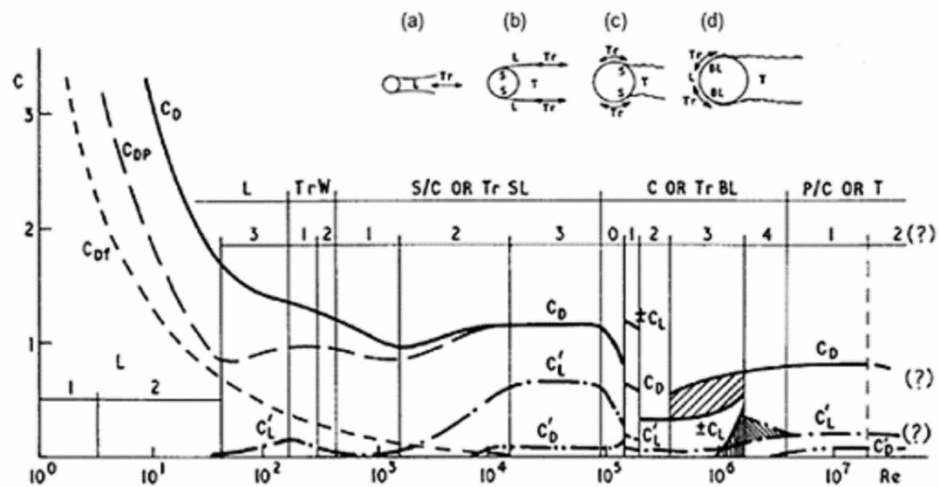 (a) (b) (c) (d)
Tr Tr
L L Tr L
S S BL
L Tr T T T
S S BL
L Tr Tr Tr
C
3
C_D
C_DP
L TrW S/C OR Tr SL C OR Tr BL P/C OR T
2
3 1 2 1 2 3 0 1 2 3 4 1 2 (?)
C_Df
±C_L
C_D C_D
1
L C_L' C_D (?)
1 2
C_L' C_D' C_L' ±C_L C_L' (?)
C_D'
10^0 10^1 10^2 10^3 10^4 10^5 10^6 10^7 Re